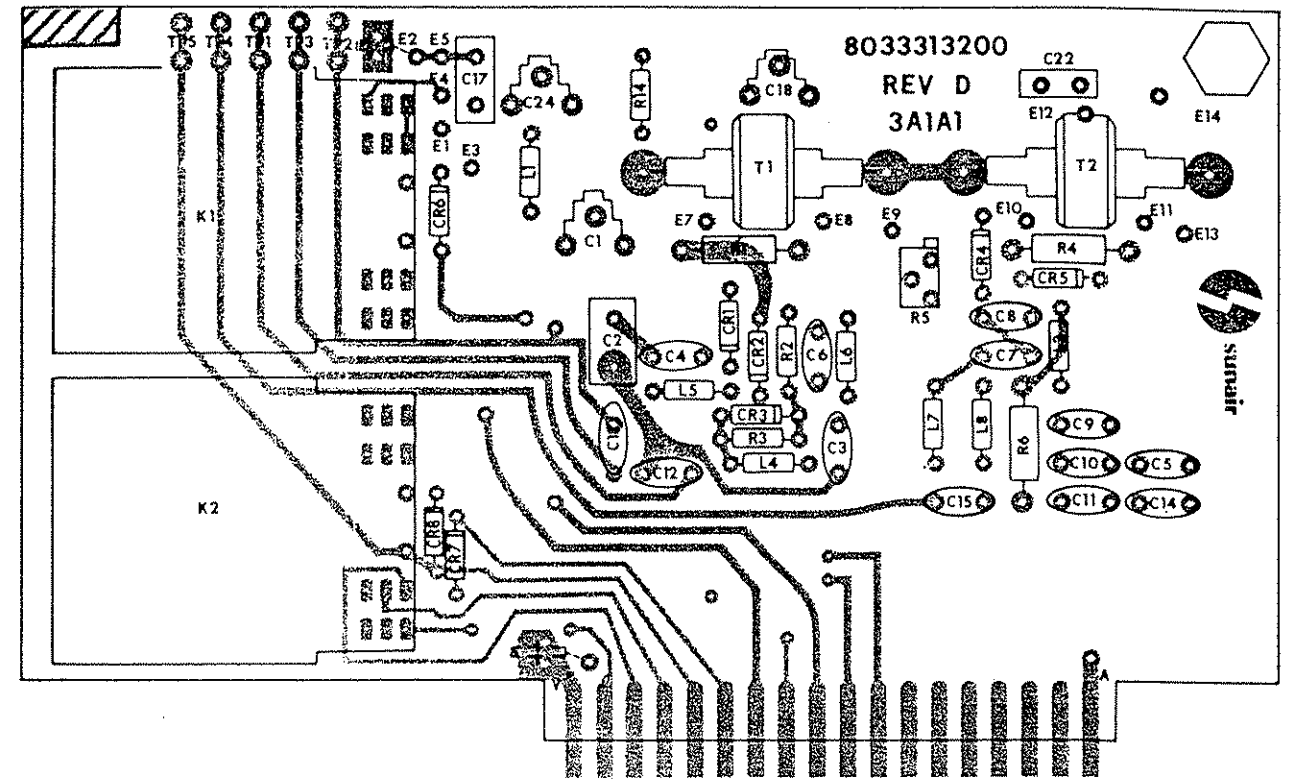 TP5 TP4 TP1 TP3 TP2
E2 E5
8033313200
REV D
3A1A1
C17
C24
R14
C18
C22
E12
E14
E4
E1
E3
L1
T1
T2
K1
CR6
C1
E7
E8
E9
E10
E11
E13
R5
CR4
R4
CR5
C2
C4
CR1
CR2
R2
C6
L6
C8
C7
sunair
L5
CR3
R3
L4
C3
L7
L8
R6
C9
C10
C5
C12
C15
C11
C14
K2
CR8
CR7
Y
A